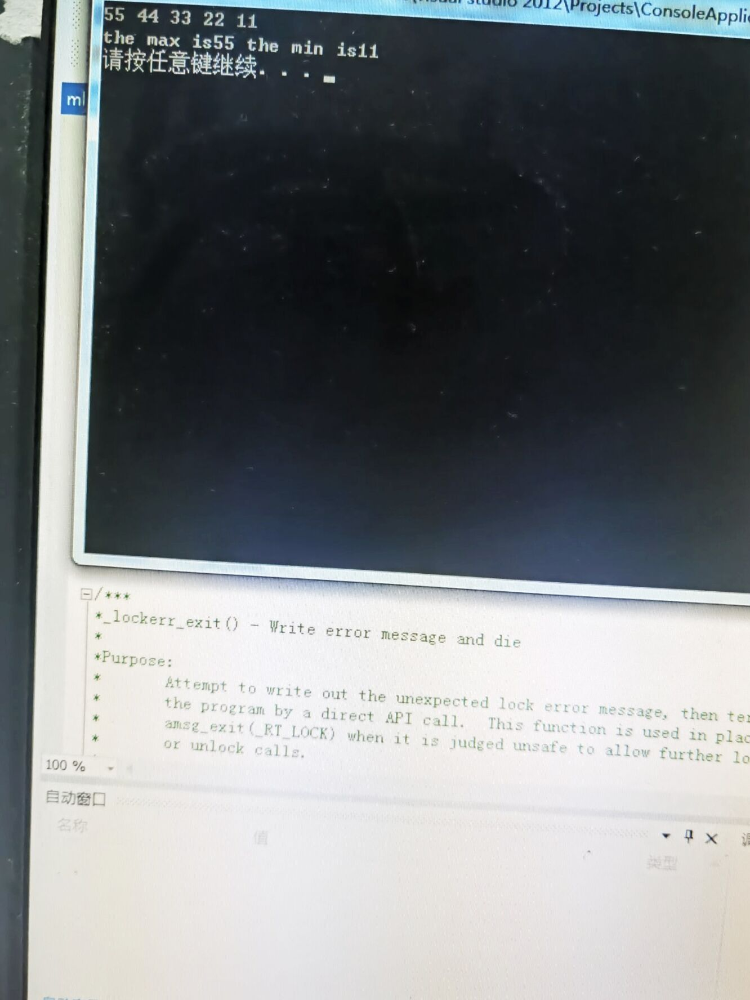 2012\Projects\ConsoleApplic
55 44 33 22 11
the max is55 the min is11
请按任意键继续. . .
ml
/***
*_lockerr_exit() - Write error message and die
*
*Purpose:
*       Attempt to write out the unexpected lock error message, then ter
*       the program by a direct API call.  This function is used in plac
*       amsg_exit(_RT_LOCK) when it is judged unsafe to allow further lo
*       or unlock calls.
100 %
自动窗口
名称 值 类型